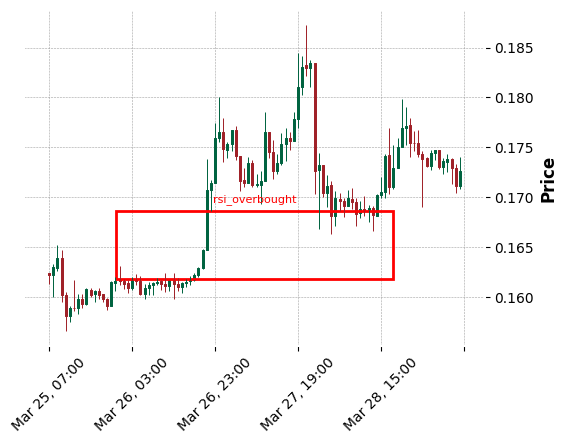 0.185
0.180
0.175
0.170
0.165
0.160
Price
rsi_overbought
Mar 25, 07:00
Mar 26, 03:00
Mar 26, 23:00
Mar 27, 19:00
Mar 28, 15:00